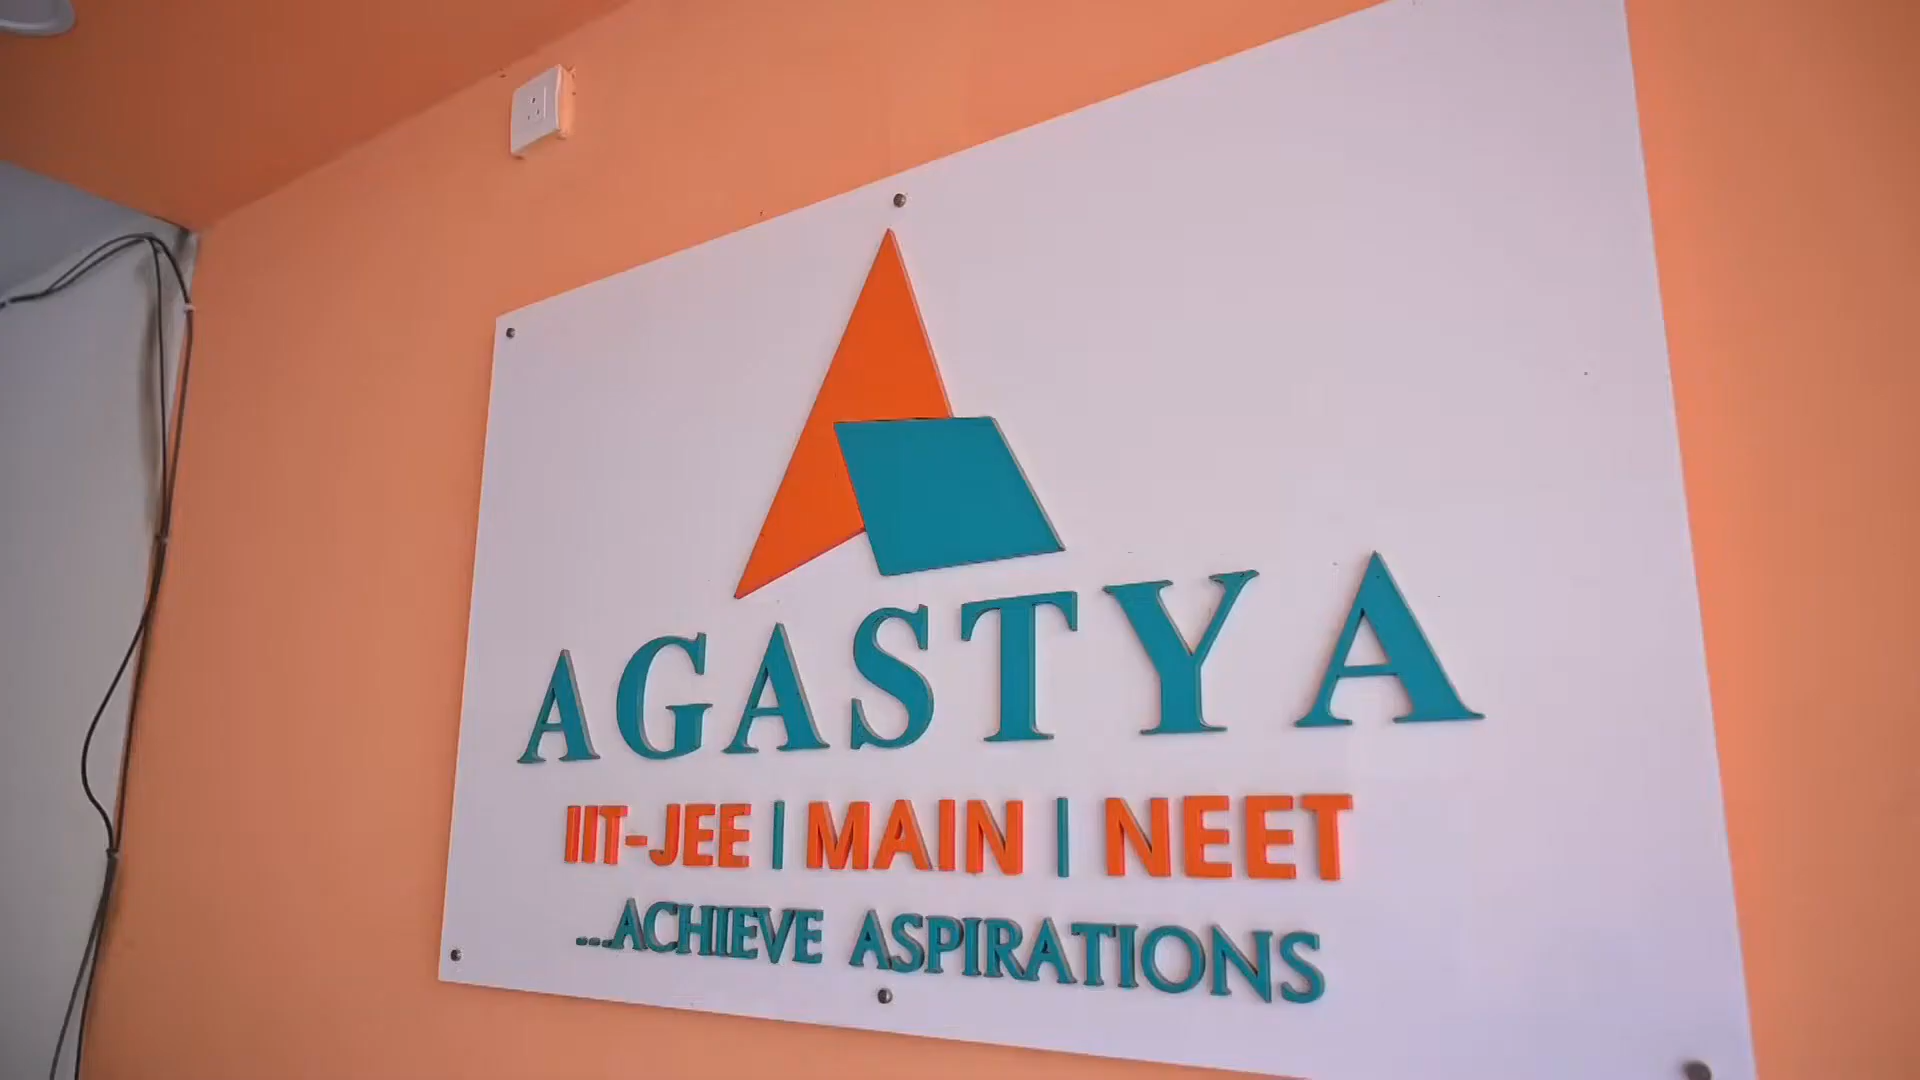 AGASTYA
IIT-JEE | MAIN | NEET
...ACHIEVE ASPIRATIONS